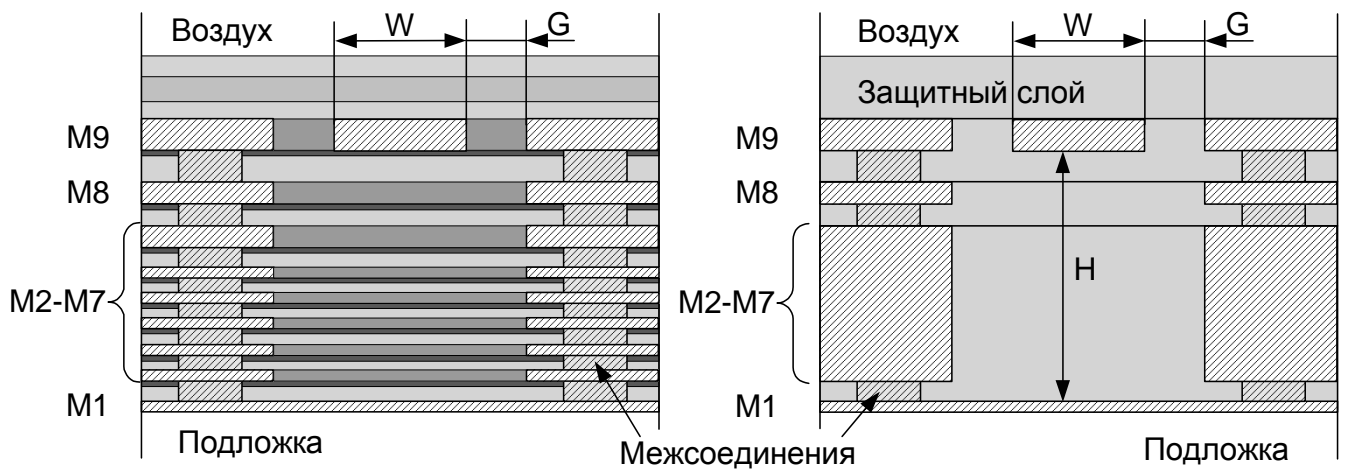 Воздух W G
M9
M8
M2-M7
M1
Подложка
Воздух W G
Защитный слой
M9
M8
H
M2-M7
M1
Межсоединения
Подложка